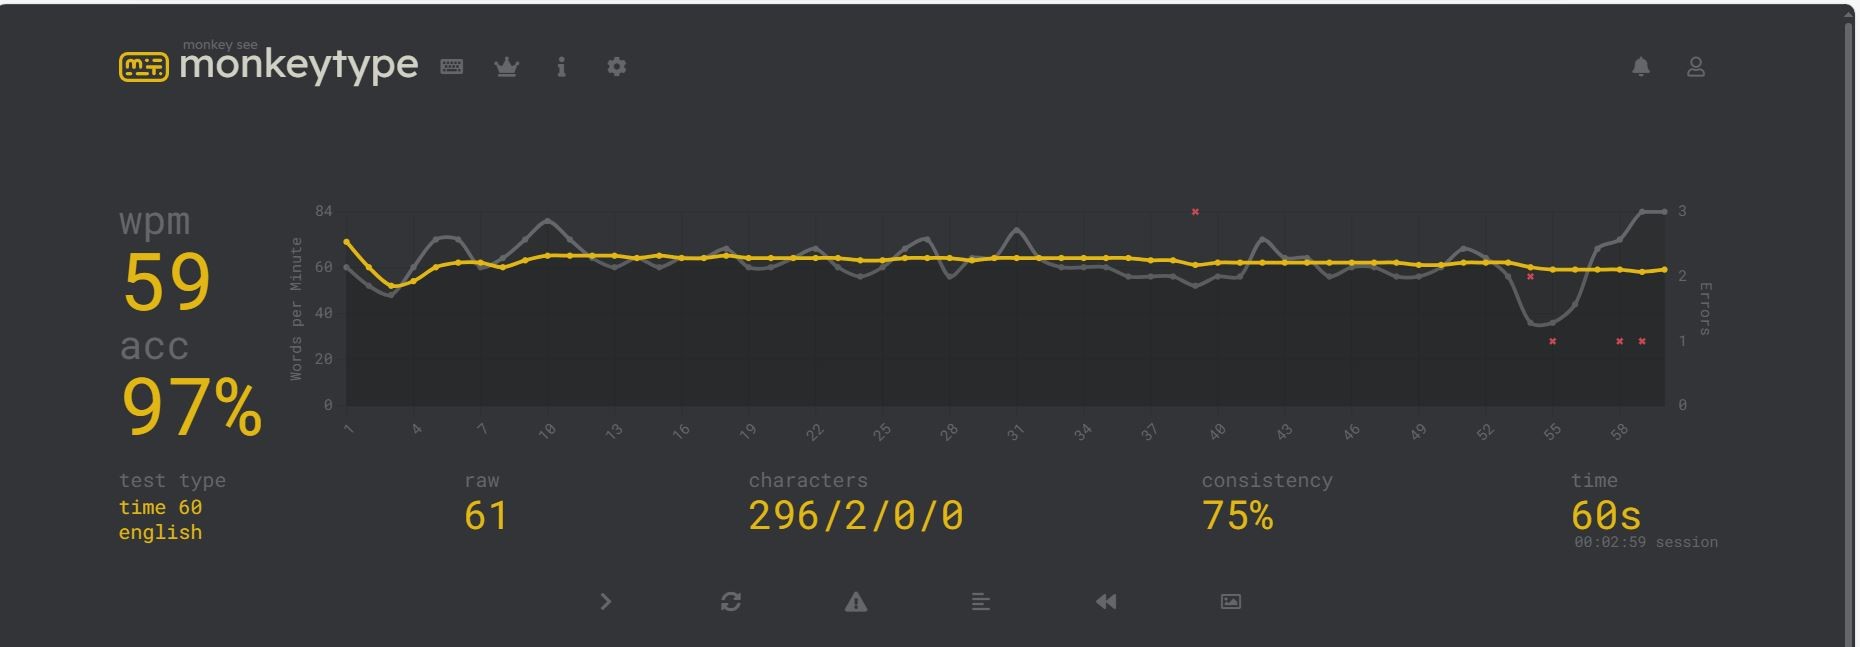 monkey see
monkeytype
wpm
59
acc
97%
Words per Minute
84
60
40
20
0
1 4 7 10 13 16 19 22 25 28 31 34 37 40 43 46 49 52 55 58
3
2
1
0
Errors
test type
time 60
english
raw
61
characters
296/2/0/0
consistency
75%
time
60s
00:02:59 session